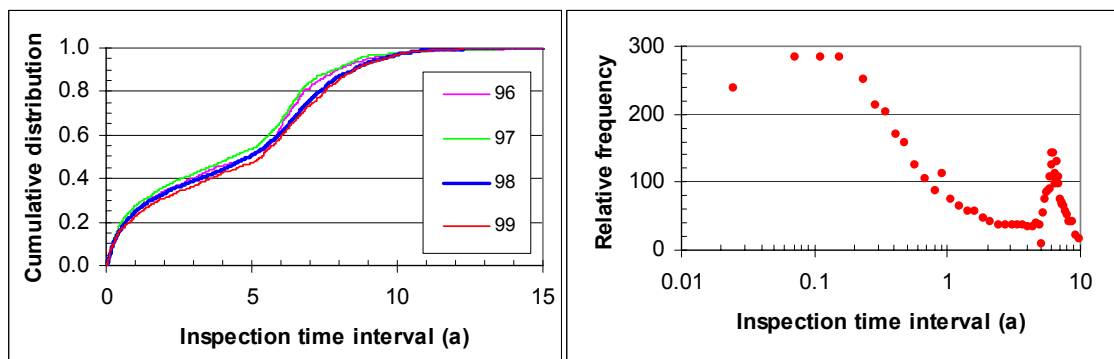 Cumulative distribution
1.0
0.8
0.6
0.4
0.2
0.0
96
97
98
99
0 5 10 15
Inspection time interval (a)
Relative frequency
300
200
100
0
0.01 0.1 1 10
Inspection time interval (a)